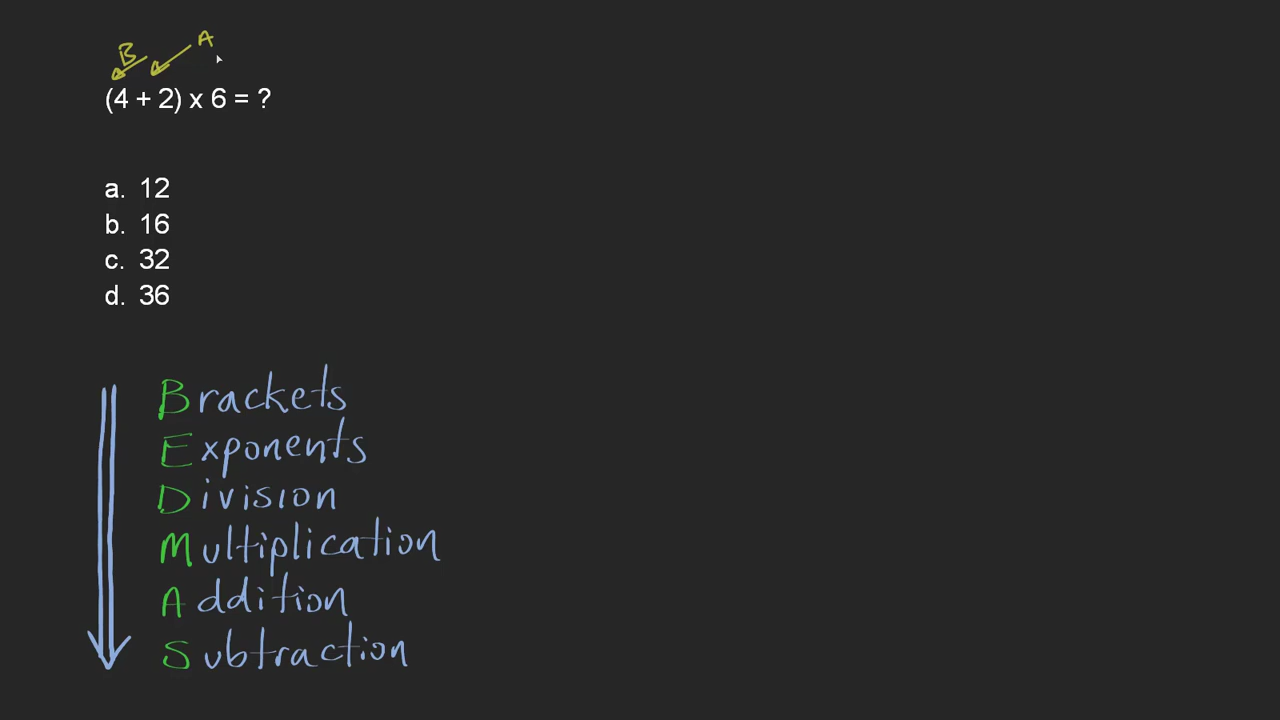 B A
(4 + 2) x 6 = ?
a. 12
b. 16
c. 32
d. 36
Brackets
Exponents
Division
Multiplication
Addition
Subtraction